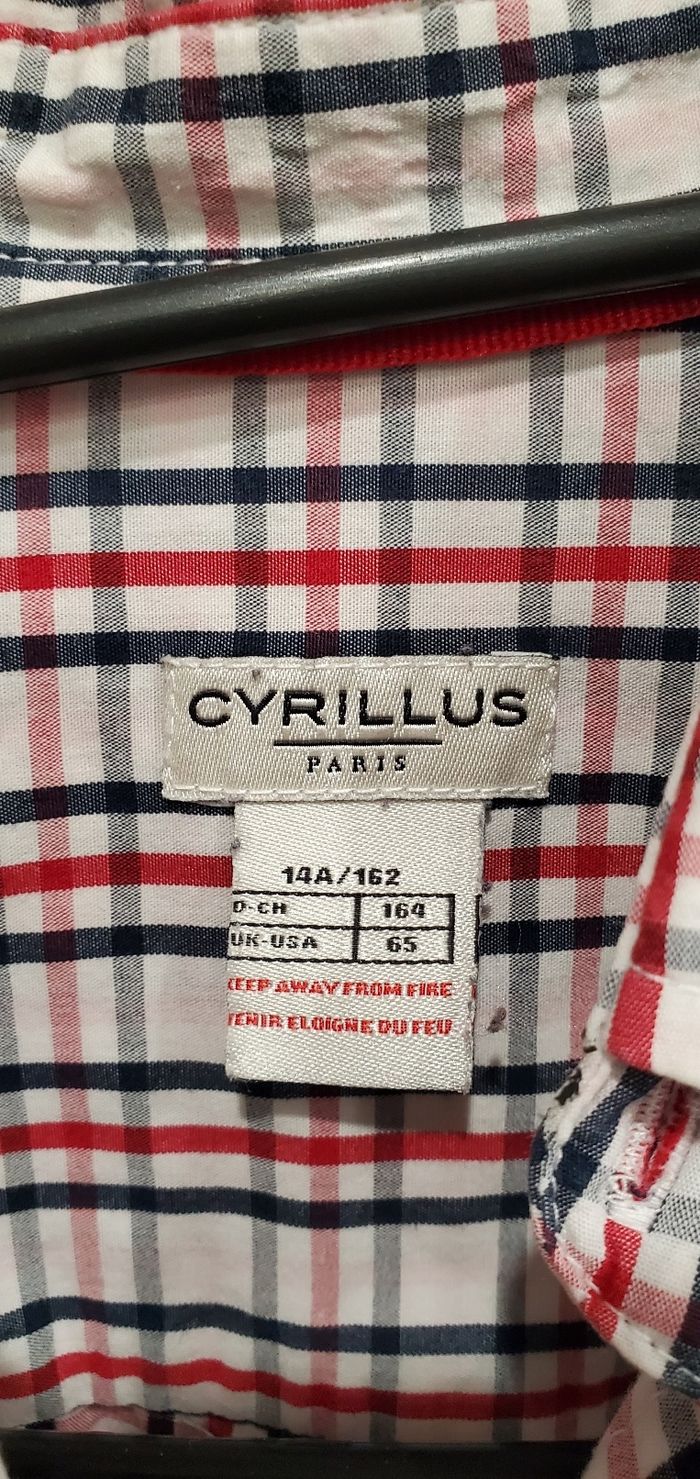 CYRILLUS
PARIS
14A/162
D-CH 164
UK-USA 65
KEEP AWAY FROM FIRE
TENIR ELOIGNE DU FEU